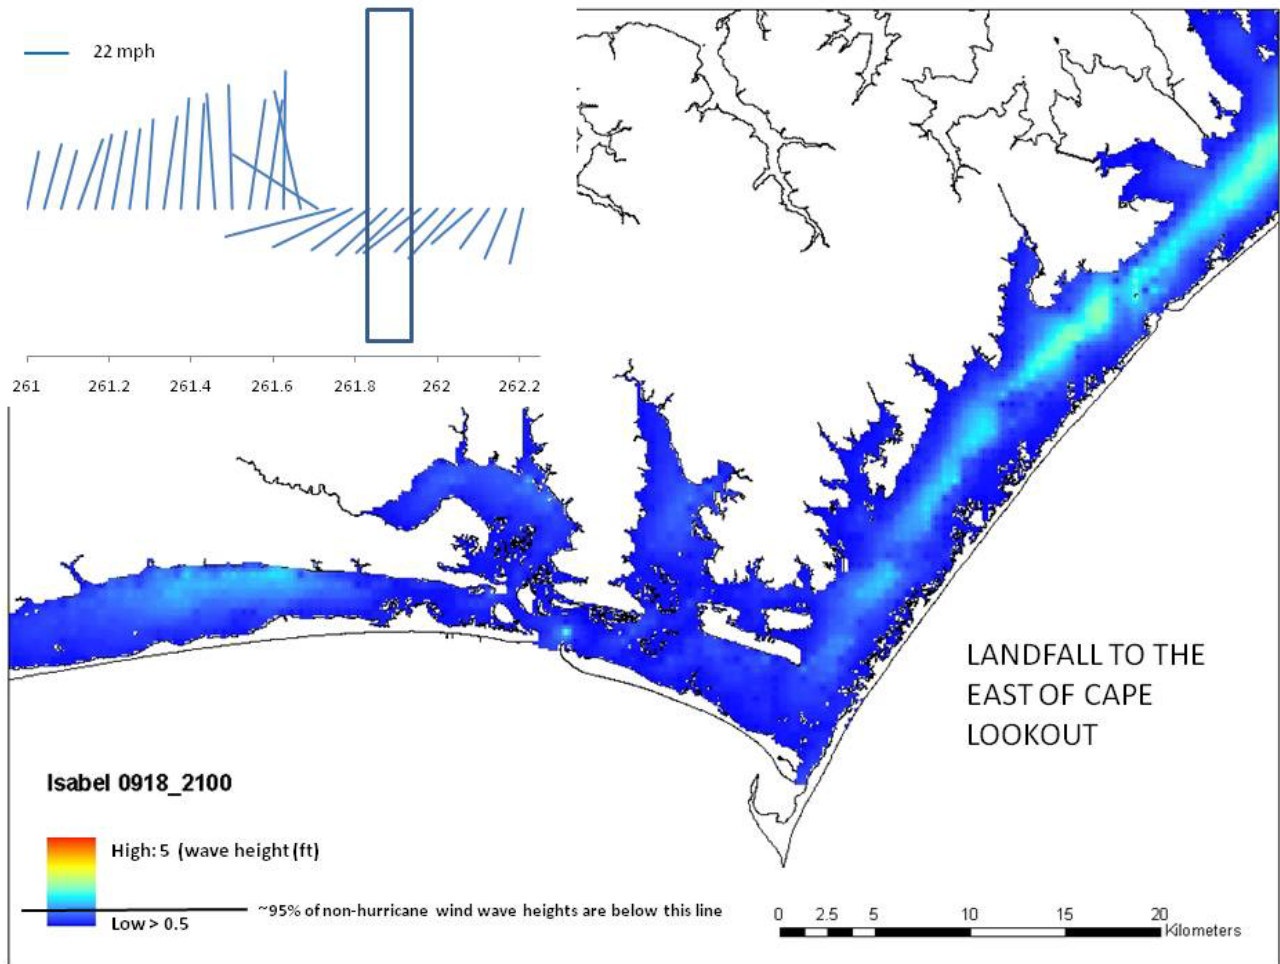 22 mph
261 261.2 261.4 261.6 261.8 262 262.2
LANDFALL TO THE
EAST OF CAPE
LOOKOUT
Isabel 0918_2100
High: 5 (wave height (ft)
~95% of non-hurricane wind wave heights are below this line
Low > 0.5
0 2.5 5 10 15 20
Kilometers